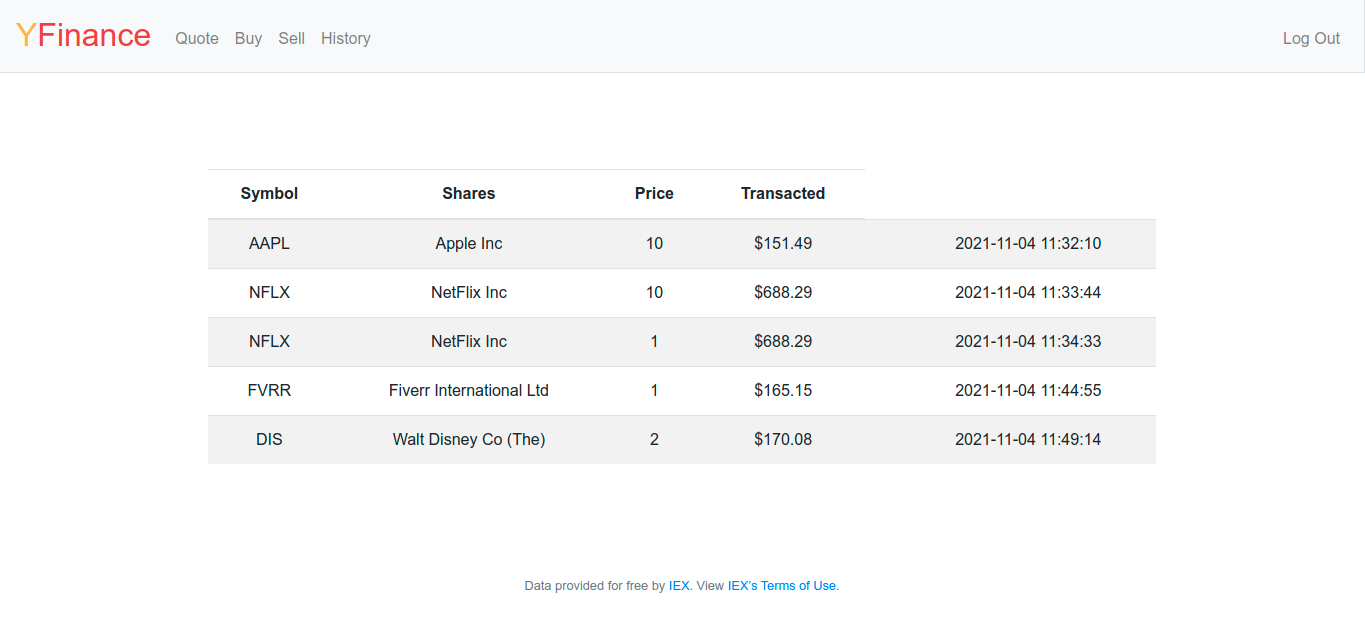 YFinance Quote Buy Sell History Log Out
Symbol Shares Price Transacted
AAPL Apple Inc 10 $151.49 2021-11-04 11:32:10
NFLX NetFlix Inc 10 $688.29 2021-11-04 11:33:44
NFLX NetFlix Inc 1 $688.29 2021-11-04 11:34:33
FVRR Fiverr International Ltd 1 $165.15 2021-11-04 11:44:55
DIS Walt Disney Co (The) 2 $170.08 2021-11-04 11:49:14
Data provided for free by IEX. View IEX's Terms of Use.